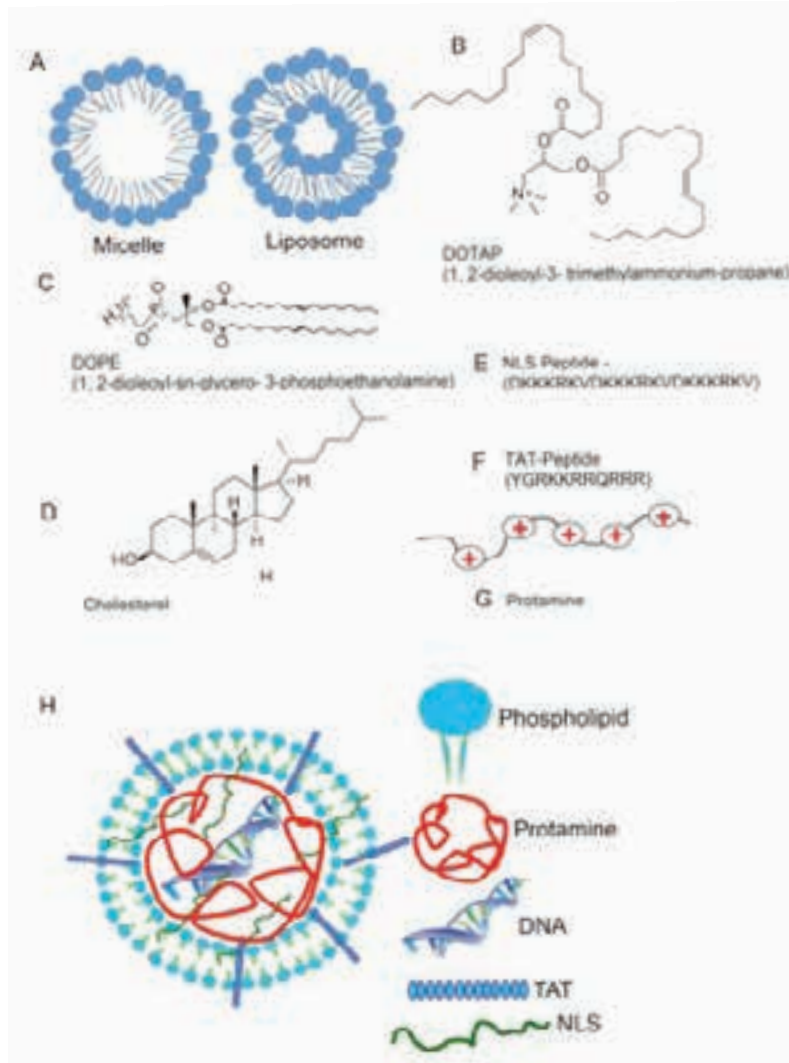 A
Micelle
Liposome
B
O
O
O
O
N+
DOTAP
(1, 2-dioleoyl-3- trimethylammonium-propane)
C
O
O
O
O
O
DOPE
(1, 2-dioleoyl-sn-glycero- 3-phosphoethanolamine)
E NLS Peptide -
(DKKKRKVDKKKRKVDKKKRKV)
F TAT-Peptide
(YGRKKRRQRRR)
+ + + + +
G Protamine
D
H
H
H
H
HO
Cholesterol
H
Phospholipid
Protamine
DNA
TAT
NLS